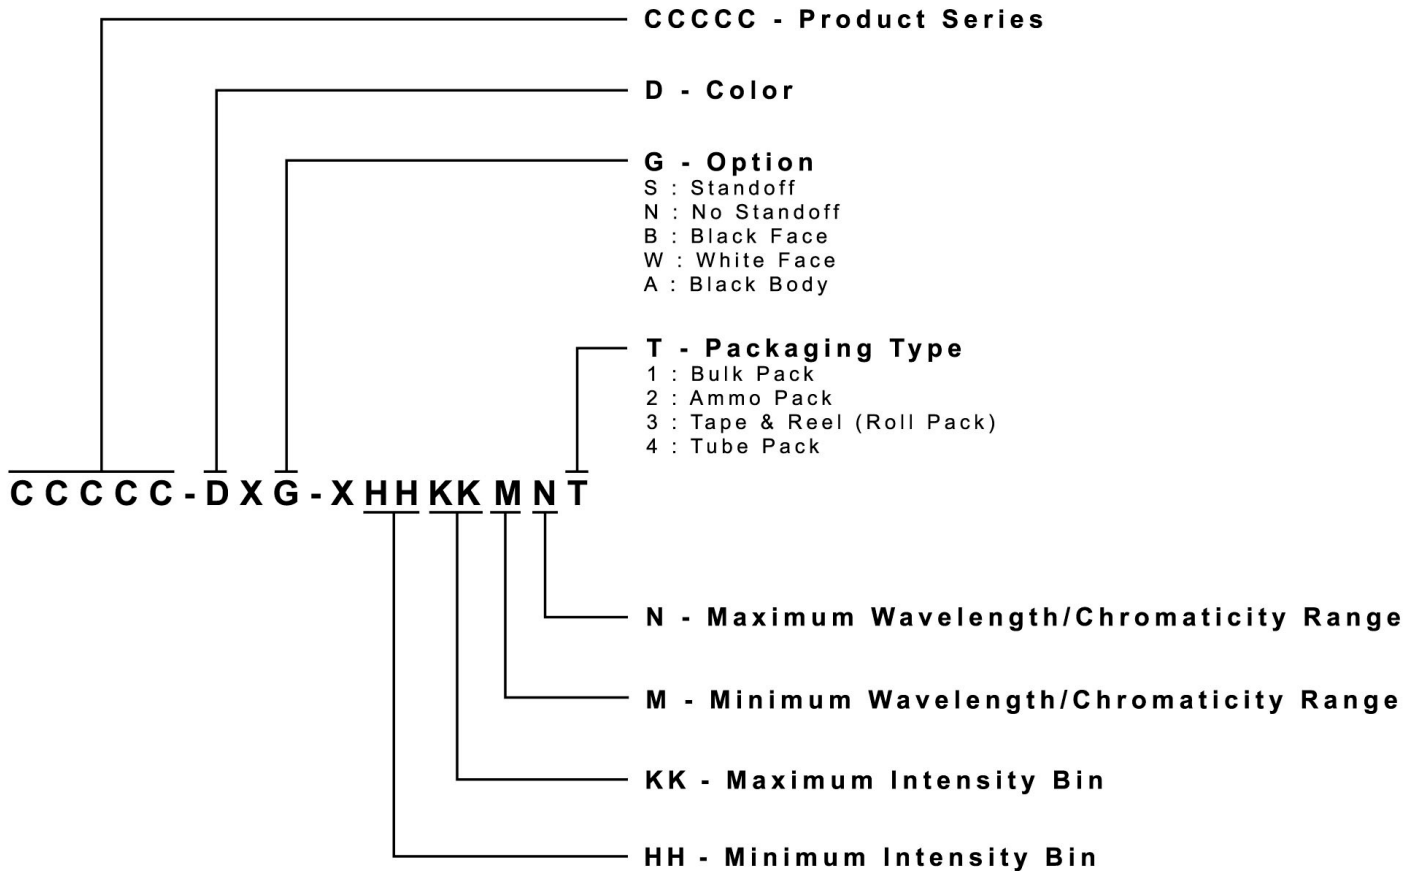 CCCCC - Product Series
D - Color
G - Option
S : Standoff
N : No Standoff
B : Black Face
W : White Face
A : Black Body
T - Packaging Type
1 : Bulk Pack
2 : Ammo Pack
3 : Tape & Reel (Roll Pack)
4 : Tube Pack
CCCCC-DXG-XHHKKMNT
N - Maximum Wavelength/Chromaticity Range
M - Minimum Wavelength/Chromaticity Range
KK - Maximum Intensity Bin
HH - Minimum Intensity Bin